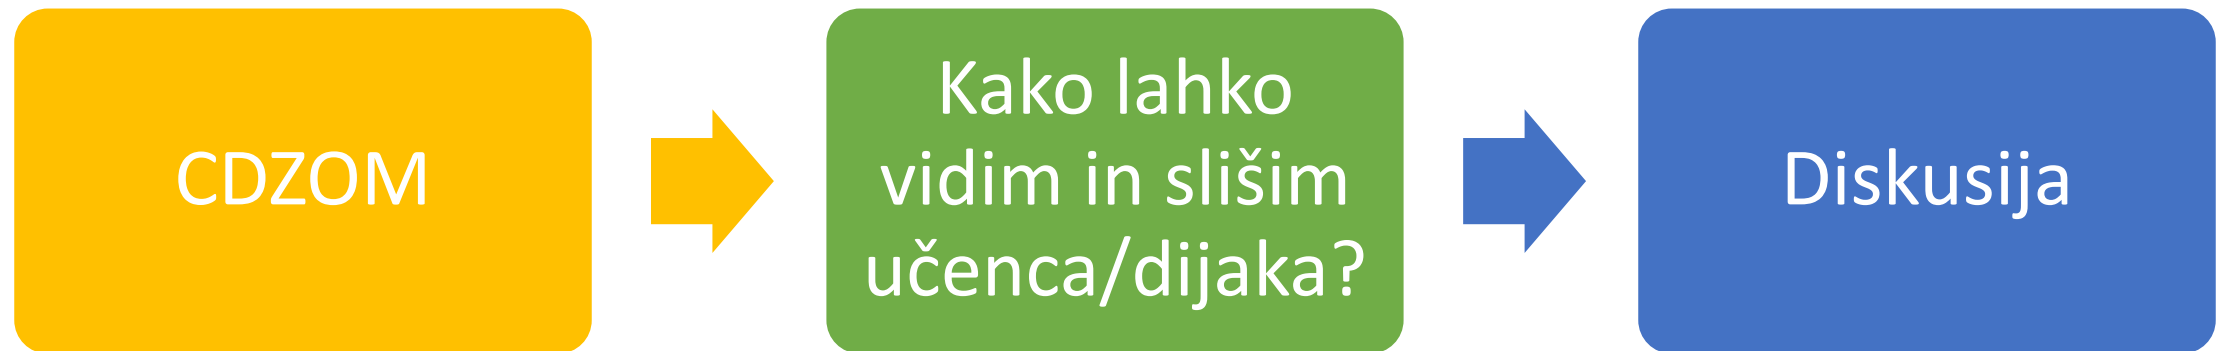 CDZOM
Kako lahko
vidim in slišim
učenca/dijaka?
Diskusija